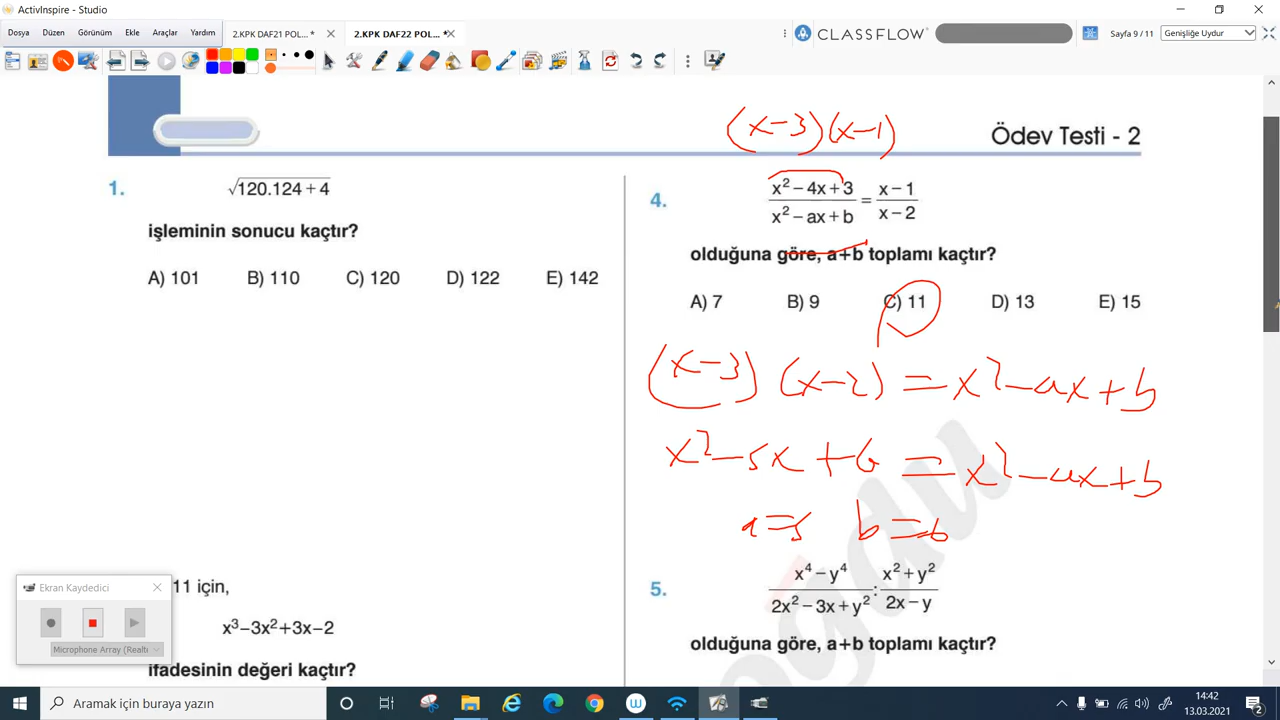 ActivInspire - Studio
Dosya Düzen Görünüm Ekle Araçlar Yardım
2.KPK DAF21 POL... *
2.KPK DAF22 POL... *
CLASSFLOW
Sayfa 9 / 11
Genişliğe Uydur
Ödev Testi - 2
1.
√120.124 + 4
işleminin sonucu kaçtır?
A) 101 B) 110 C) 120 D) 122 E) 142
11 için,
x³–3x²+3x–2
ifadesinin değeri kaçtır?
(x-3)(x-1)
4.
x² – 4x + 3 / x² – ax + b = x – 1 / x – 2
olduğuna göre, a+b toplamı kaçtır?
A) 7 B) 9 C) 11 D) 13 E) 15
(x-3) (x-2) = x² - ax + b
x² - 5x + 6 = x² - ax + b
a = 5 b = 6
5.
x⁴ – y⁴ / 2x² – 3x + y² : x² + y² / 2x – y
olduğuna göre, a+b toplamı kaçtır?
Ekran Kaydedici
Microphone Array (Realte
Aramak için buraya yazın
14:42
13.03.2021
2